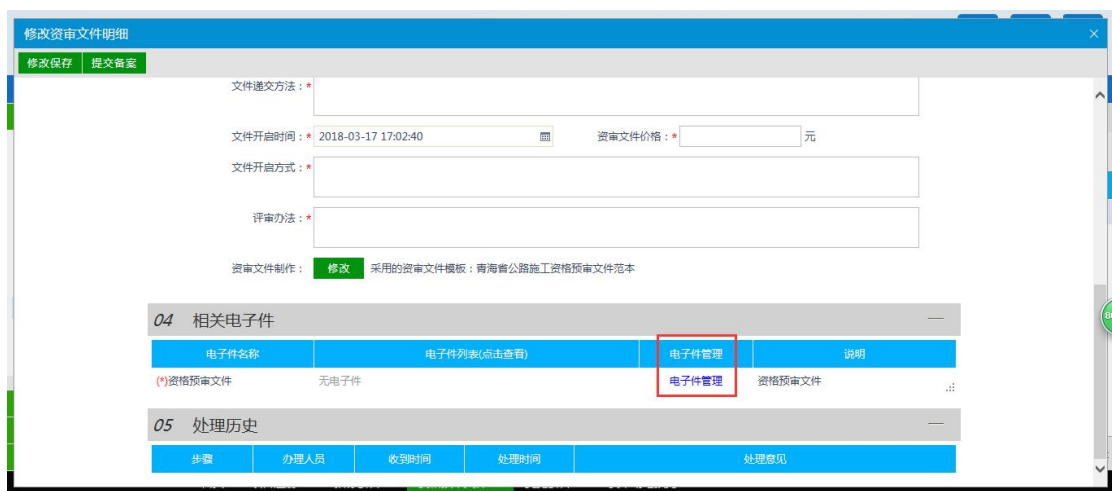 修改资审文件明细
修改保存 提交备案
文件递交方法：*
文件开启时间：* 2018-03-17 17:02:40 资审文件价格：* 元
文件开启方式：*
评审办法：*
资审文件制作： 修改 采用的资审文件模板：青海省公路施工资格预审文件范本
04 相关电子件
电子件名称 电子件列表(点击查看) 电子件管理 说明
(*)资格预审文件 无电子件 电子件管理 资格预审文件
05 处理历史
步骤 办理人员 收到时间 处理时间 处理意见